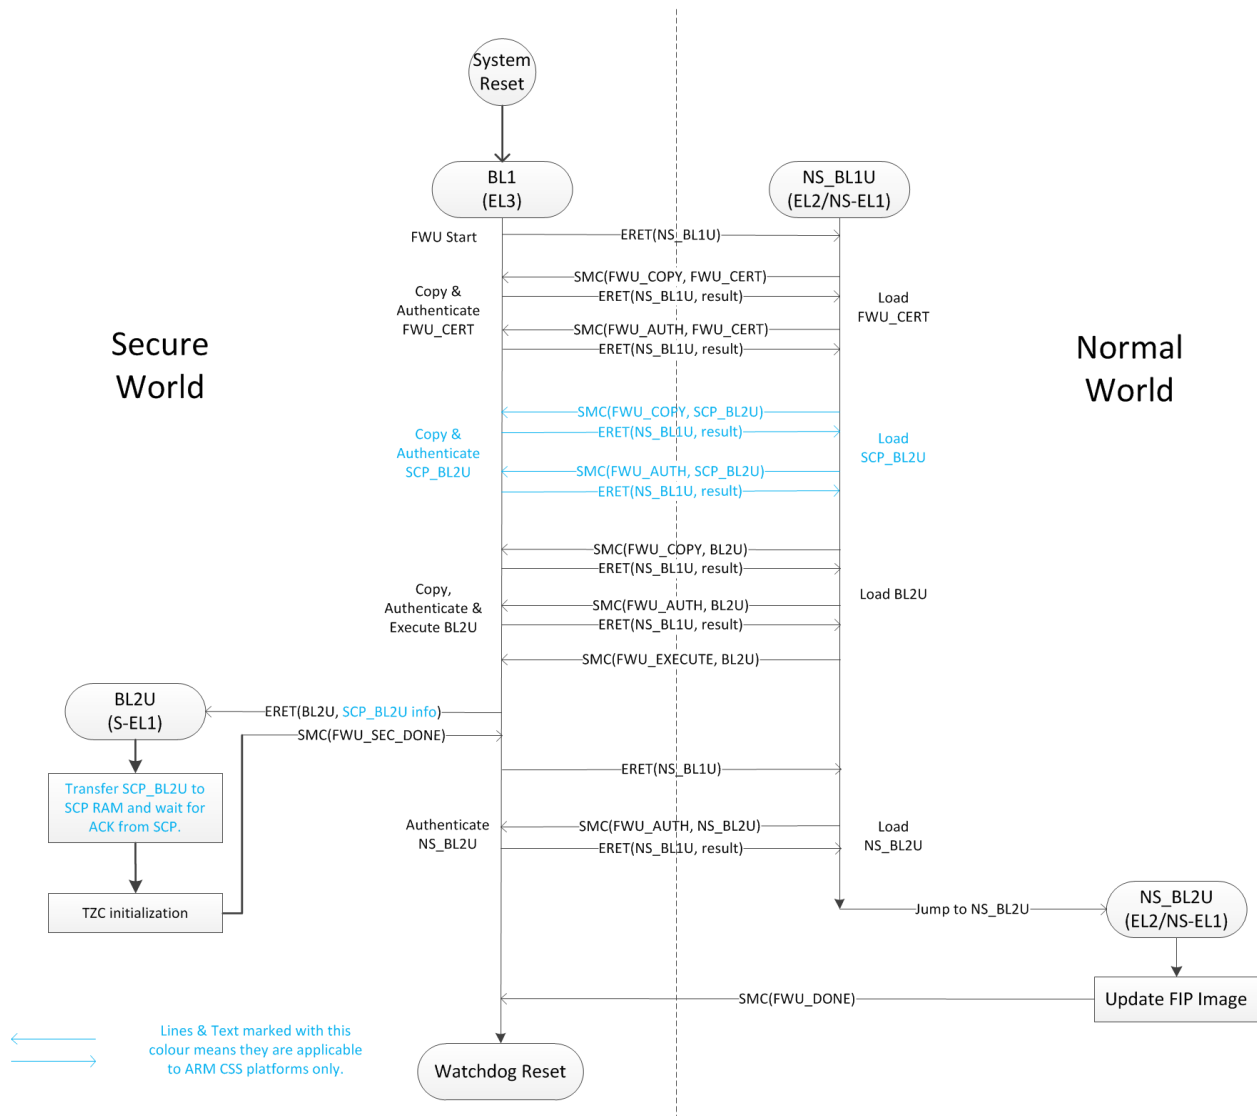 System
Reset
BL1
(EL3)
NS_BL1U
(EL2/NS-EL1)
FWU Start
ERET(NS_BL1U)
SMC(FWU_COPY, FWU_CERT)
Copy &
Authenticate
FWU_CERT
ERET(NS_BL1U, result)
Load
FWU_CERT
SMC(FWU_AUTH, FWU_CERT)
ERET(NS_BL1U, result)
Secure
World
Normal
World
SMC(FWU_COPY, SCP_BL2U)
ERET(NS_BL1U, result)
Copy &
Authenticate
SCP_BL2U
Load
SCP_BL2U
SMC(FWU_AUTH, SCP_BL2U)
ERET(NS_BL1U, result)
SMC(FWU_COPY, BL2U)
ERET(NS_BL1U, result)
Copy,
Authenticate &
Execute BL2U
Load BL2U
SMC(FWU_AUTH, BL2U)
ERET(NS_BL1U, result)
SMC(FWU_EXECUTE, BL2U)
BL2U
(S-EL1)
ERET(BL2U, SCP_BL2U info)
SMC(FWU_SEC_DONE)
ERET(NS_BL1U)
Transfer SCP_BL2U to
SCP RAM and wait for
ACK from SCP.
Authenticate
NS_BL2U
SMC(FWU_AUTH, NS_BL2U)
ERET(NS_BL1U, result)
Load
NS_BL2U
TZC initialization
Jump to NS_BL2U
NS_BL2U
(EL2/NS-EL1)
SMC(FWU_DONE)
Update FIP Image
Lines & Text marked with this
colour means they are applicable
to ARM CSS platforms only.
Watchdog Reset